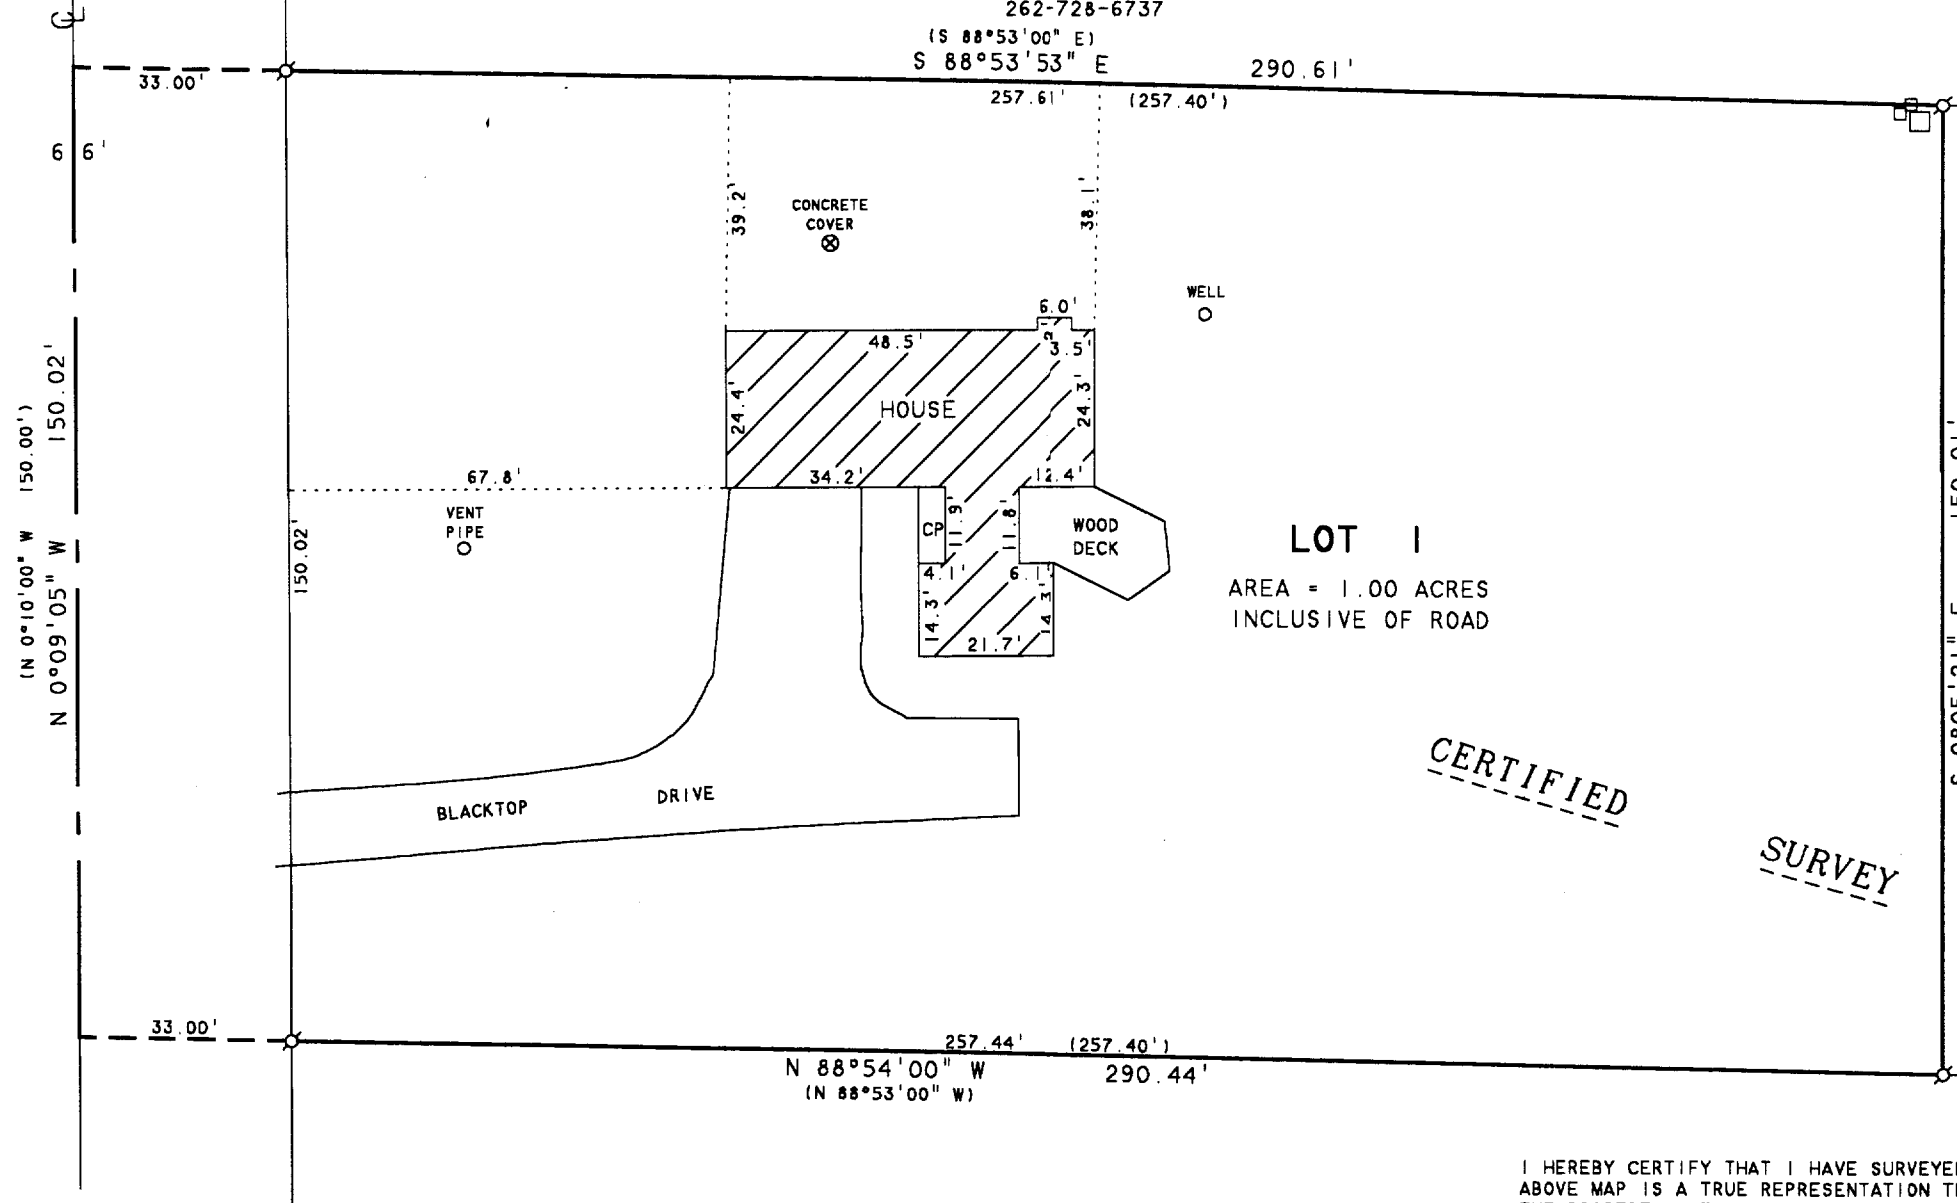 262-728-6737
(S 88°53'00" E)
S 88°53'53" E
290.61'
33.00'
257.61'
(257.40')
6 6'
39.2'
38.1'
CONCRETE
COVER
WELL
6.0'
2'
48.5'
3.5'
24.4'
HOUSE
24.3'
150.02'
(N 0°10'00" W 150.00')
N 0°09'05" W
67.8'
34.2'
12.4'
VENT
PIPE
150.02'
CP
11.9'
11.8'
WOOD
DECK
LOT 1
AREA = 1.00 ACRES
INCLUSIVE OF ROAD
4.1'
6.1'
14.3'
14.3'
21.7'
BLACKTOP DRIVE
CERTIFIED
SURVEY
33.00'
257.44'
(257.40')
N 88°54'00" W
290.44'
(N 88°53'00" W)
I HEREBY CERTIFY THAT I HAVE SURVEYE
ABOVE MAP IS A TRUE REPRESENTATION T